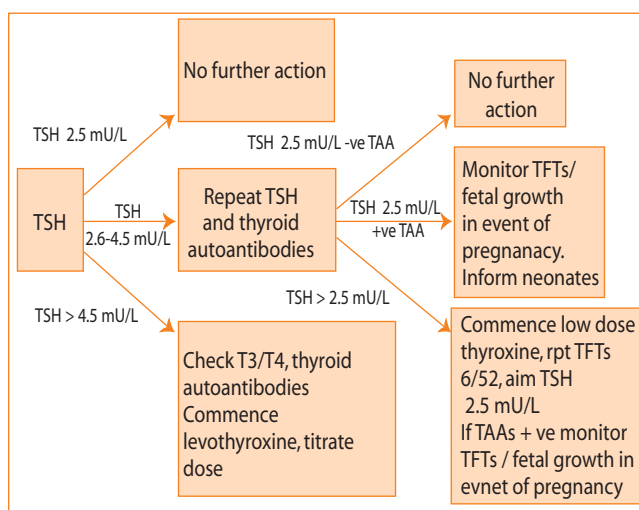 No further action
TSH 2.5 mU/L
TSH
TSH
2.6-4.5 mU/L
TSH > 4.5 mU/L
Repeat TSH
and thyroid
autoantibodies
Check T3/T4, thyroid
autoantibodies
Commence
levothyroxine, titrate
dose
TSH 2.5 mU/L -ve TAA
TSH 2.5 mU/L
+ve TAA
TSH > 2.5 mU/L
No further
action
Monitor TFTs/
fetal growth
in event of
pregnanacy.
Inform neonates
Commence low dose
thyroxine, rpt TFTs
6/52, aim TSH
2.5 mU/L
If TAAs + ve monitor
TFTs / fetal growth in
evnet of pregnancy